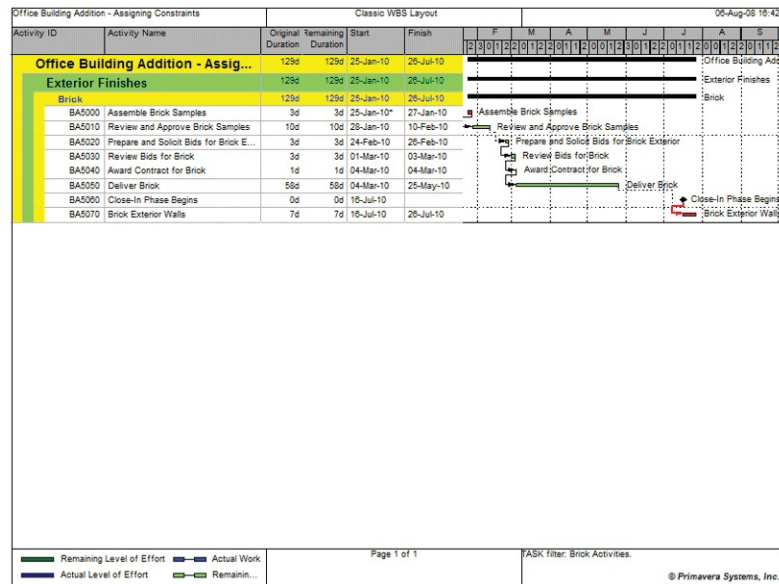 Office Building Addition - Assigning Constraints Classic WBS Layout 06-Aug-08 16:42
Activity ID Activity Name Original Duration Remaining Duration Start Finish F M A M J J A S
Office Building Addition - Assig... 129d 129d 25-Jan-10 26-Jul-10 Office Building Add
Exterior Finishes 129d 129d 25-Jan-10 26-Jul-10 Exterior Finishes
Brick 129d 129d 25-Jan-10 26-Jul-10 Brick
BA5000 Assemble Brick Samples 3d 3d 25-Jan-10* 27-Jan-10 Assemble Brick Samples
BA5010 Review and Approve Brick Samples 10d 10d 28-Jan-10 10-Feb-10 Review and Approve Brick Samples
BA5020 Prepare and Solicit Bids for Brick E... 3d 3d 24-Feb-10 26-Feb-10 Prepare and Solicit Bids for Brick Exterior
BA5030 Review Bids for Brick 3d 3d 01-Mar-10 03-Mar-10 Review Bids for Brick
BA5040 Award Contract for Brick 1d 1d 04-Mar-10 04-Mar-10 Award Contract for Brick
BA5050 Deliver Brick 58d 58d 04-Mar-10 25-May-10 Deliver Brick
BA5060 Close-In Phase Begins 0d 0d 16-Jul-10 Close-In Phase Begins
BA5070 Brick Exterior Walls 7d 7d 16-Jul-10 26-Jul-10 Brick Exterior Walls
Remaining Level of Effort Actual Work Page 1 of 1 TASK filter: Brick Activities.
Actual Level of Effort Remainin... © Primavera Systems, Inc.